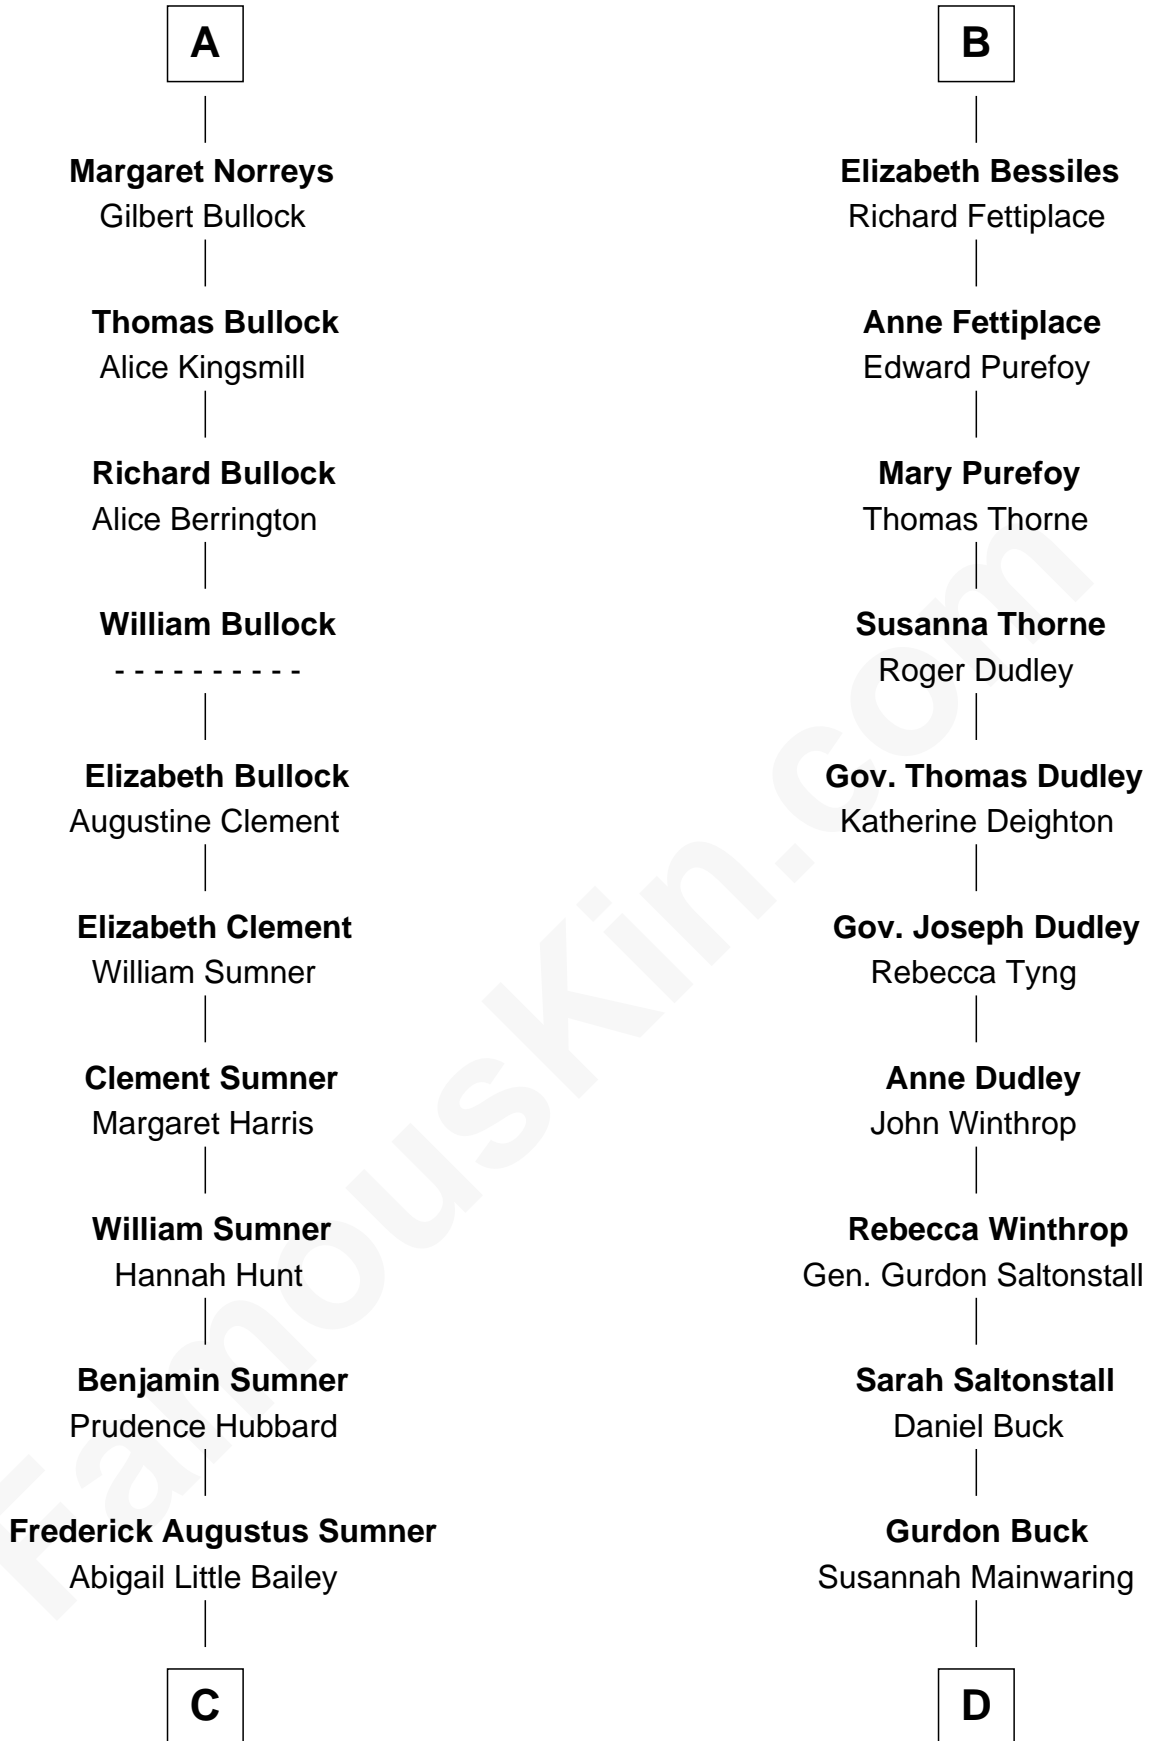 A
Margaret Norreys
Gilbert Bullock
Thomas Bullock
Alice Kingsmill
Richard Bullock
Alice Berrington
William Bullock
- - - - - - - - - -
Elizabeth Bullock
Augustine Clement
Elizabeth Clement
William Sumner
Clement Sumner
Margaret Harris
William Sumner
Hannah Hunt
Benjamin Sumner
Prudence Hubbard
Frederick Augustus Sumner
Abigail Little Bailey
C
B
Elizabeth Bessiles
Richard Fettiplace
Anne Fettiplace
Edward Purefoy
Mary Purefoy
Thomas Thorne
Susanna Thorne
Roger Dudley
Gov. Thomas Dudley
Katherine Deighton
Gov. Joseph Dudley
Rebecca Tyng
Anne Dudley
John Winthrop
Rebecca Winthrop
Gen. Gurdon Saltonstall
Sarah Saltonstall
Daniel Buck
Gurdon Buck
Susannah Mainwaring
D
FamousKin.com